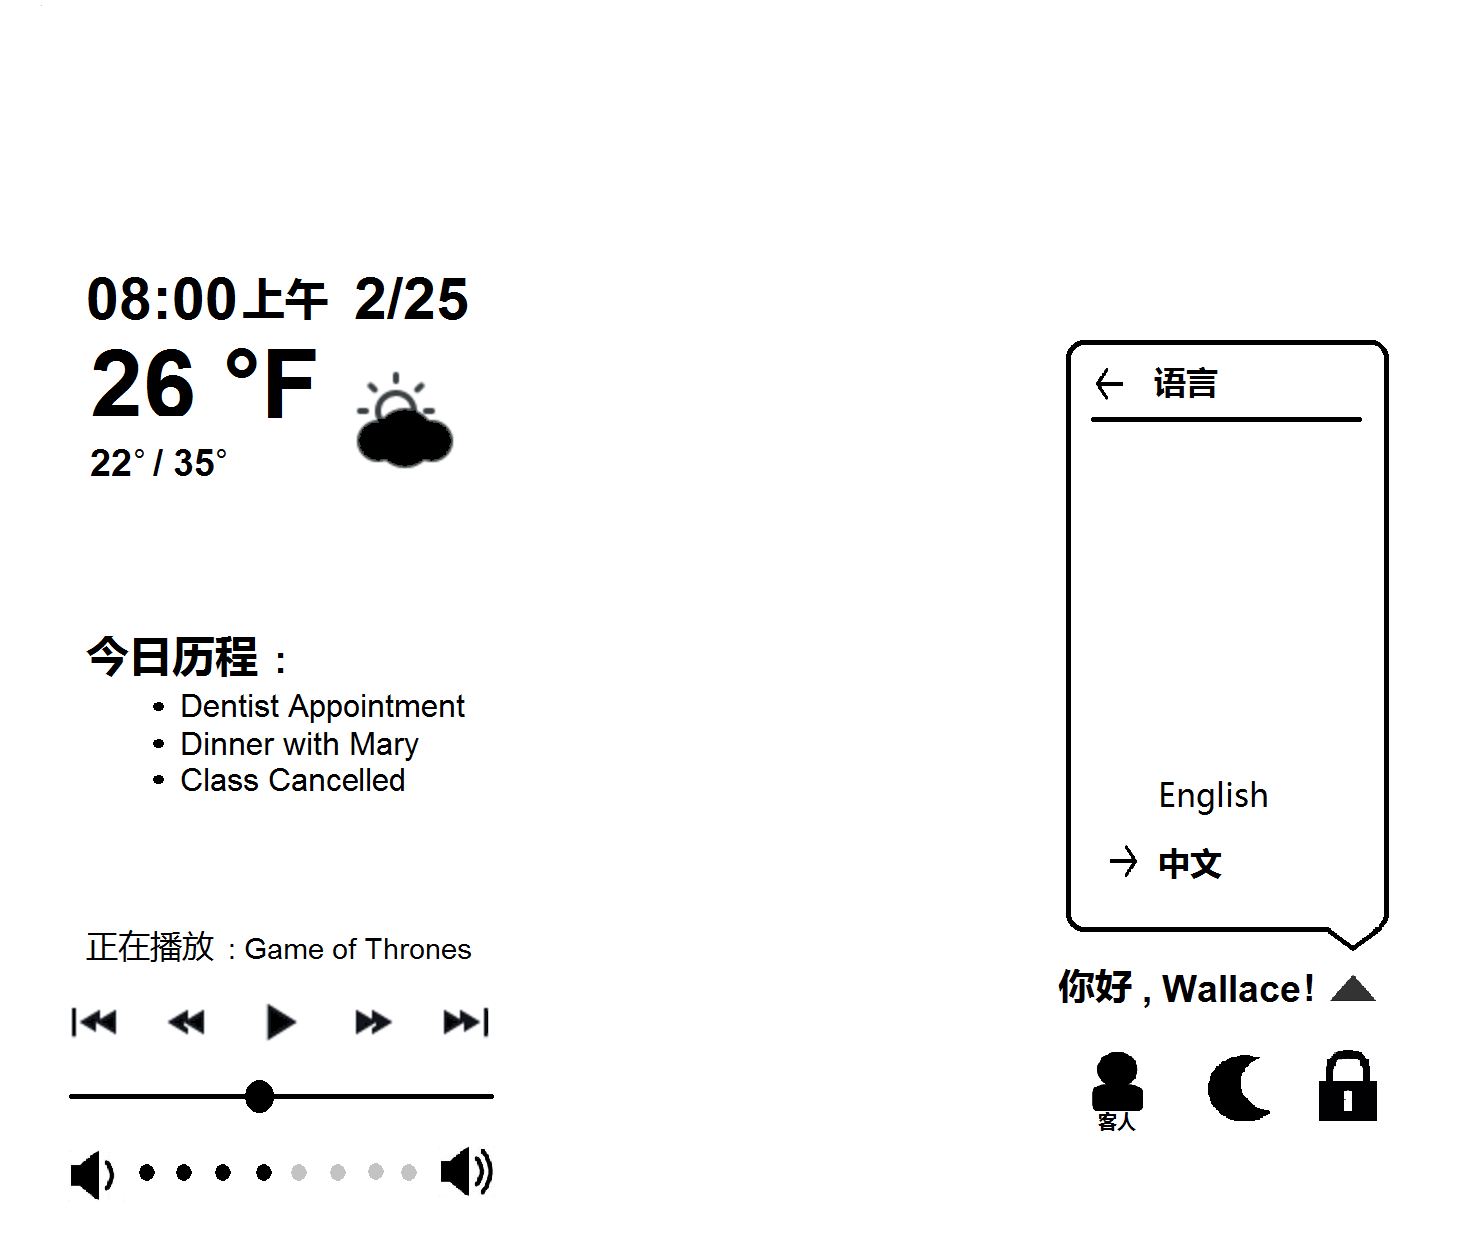 08:00上午 2/25
26 °F
22° / 35°
今日历程 :
• Dentist Appointment
• Dinner with Mary
• Class Cancelled
正在播放 : Game of Thrones
语言
English
中文
你好 , Wallace!
客人